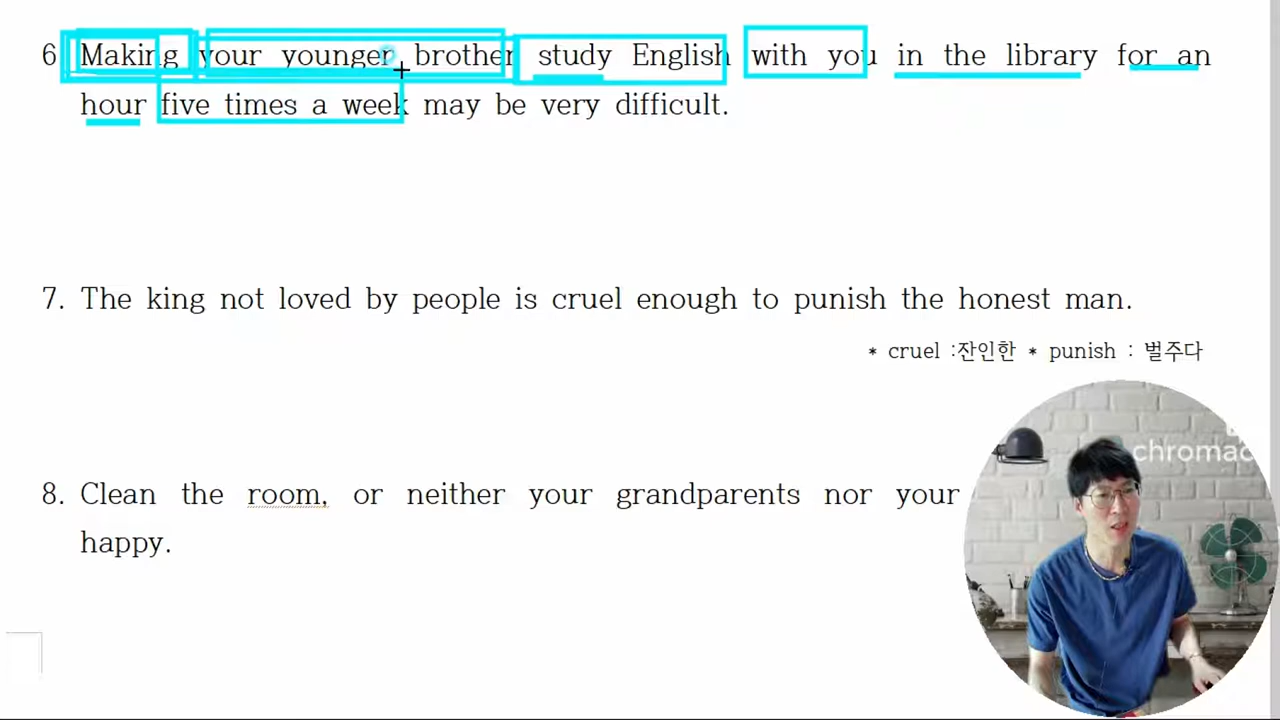 6 Making your younger brother study English with you in the library for an
hour five times a week may be very difficult.
7. The king not loved by people is cruel enough to punish the honest man.
* cruel :잔인한 * punish : 벌주다
chromac
8. Clean the room, or neither your grandparents nor your
happy.